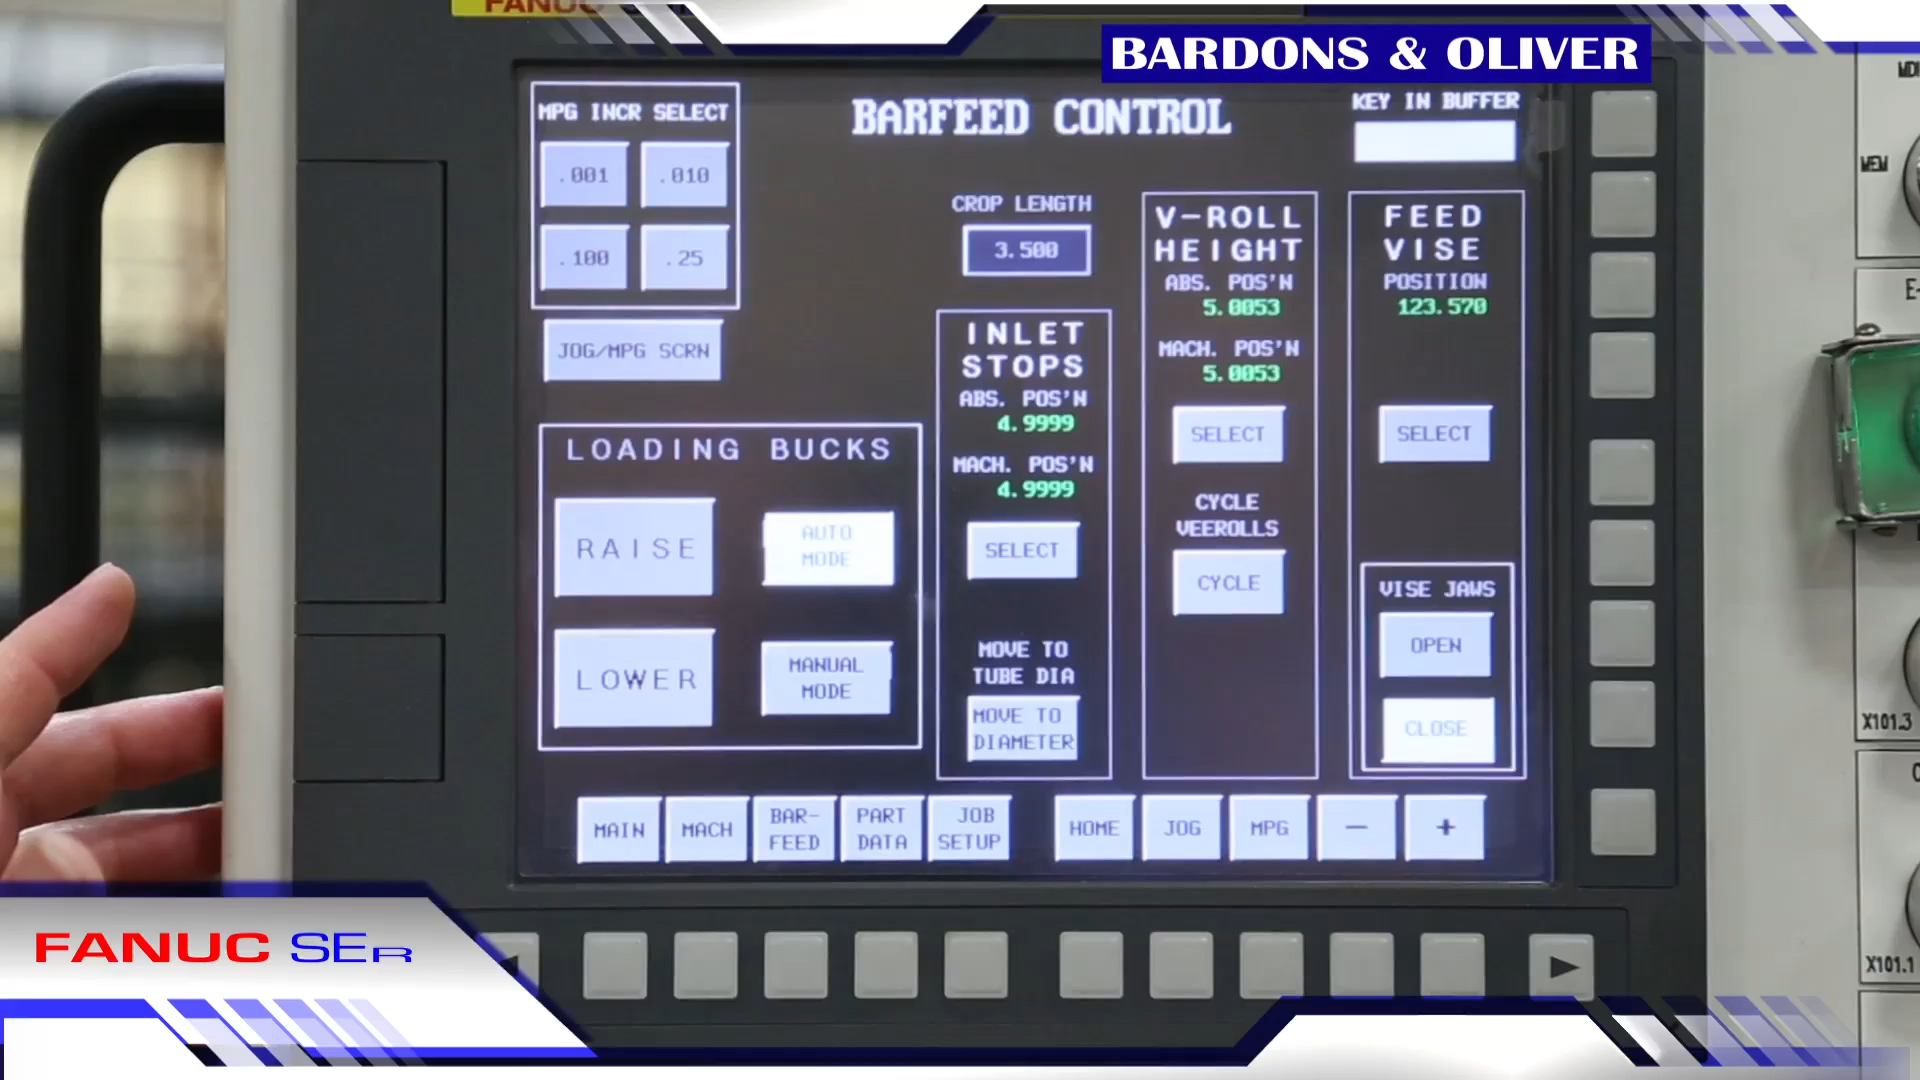 FANUC
BARDONS & OLIVER
MPG INCR SELECT
.001
.010
.100
.25
JOG/MPG SCRN
BARFEED CONTROL
KEY IN BUFFER
CROP LENGTH
3.500
LOADING BUCKS
RAISE
AUTO
MODE
LOWER
MANUAL
MODE
INLET
STOPS
ABS. POS'N
4.9999
MACH. POS'N
4.9999
SELECT
MOVE TO
TUBE DIA
MOVE TO
DIAMETER
V-ROLL
HEIGHT
ABS. POS'N
5.0053
MACH. POS'N
5.0053
SELECT
CYCLE
VEEROLLS
CYCLE
FEED
VISE
POSITION
123.570
SELECT
VISE JAWS
OPEN
CLOSE
MAIN
MACH
BAR-
FEED
PART
DATA
JOB
SETUP
HOME
JOG
MPG
-
+
MDI
MEM
E-
X101.3
X101.1
FANUC SER